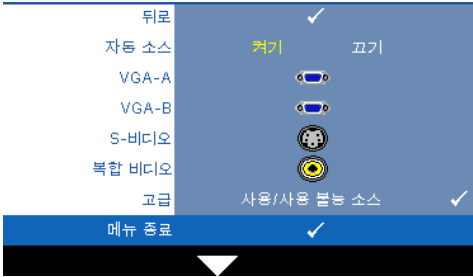 뒤로
자동 소스 켜기 끄기
VGA-A
VGA-B
S-비디오
복합 비디오
고급 사용/사용 불능 소스
메뉴 종료